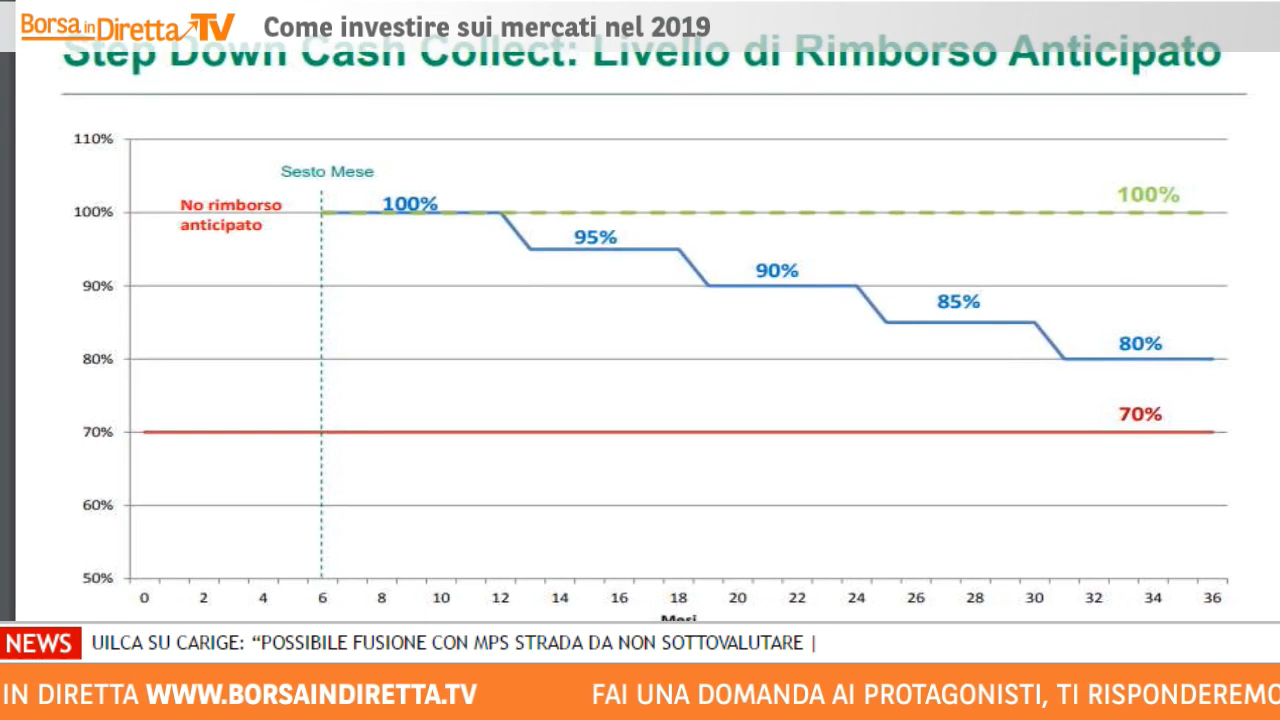 Borsa in Diretta TV
Come investire sui mercati nel 2019
Step Down Cash Collect: Livello di Rimborso Anticipato
110%
Sesto Mese
100%
No rimborso
anticipato
100%
100%
95%
90%
90%
85%
80%
80%
70%
70%
60%
50%
0 2 4 6 8 10 12 14 16 18 20 22 24 26 28 30 32 34 36
Mesi
NEWS UILCA SU CARIGE: “POSSIBILE FUSIONE CON MPS STRADA DA NON SOTTOVALUTARE |
IN DIRETTA WWW.BORSAINDIRETTA.TV FAI UNA DOMANDA AI PROTAGONISTI, TI RISPONDEREMO